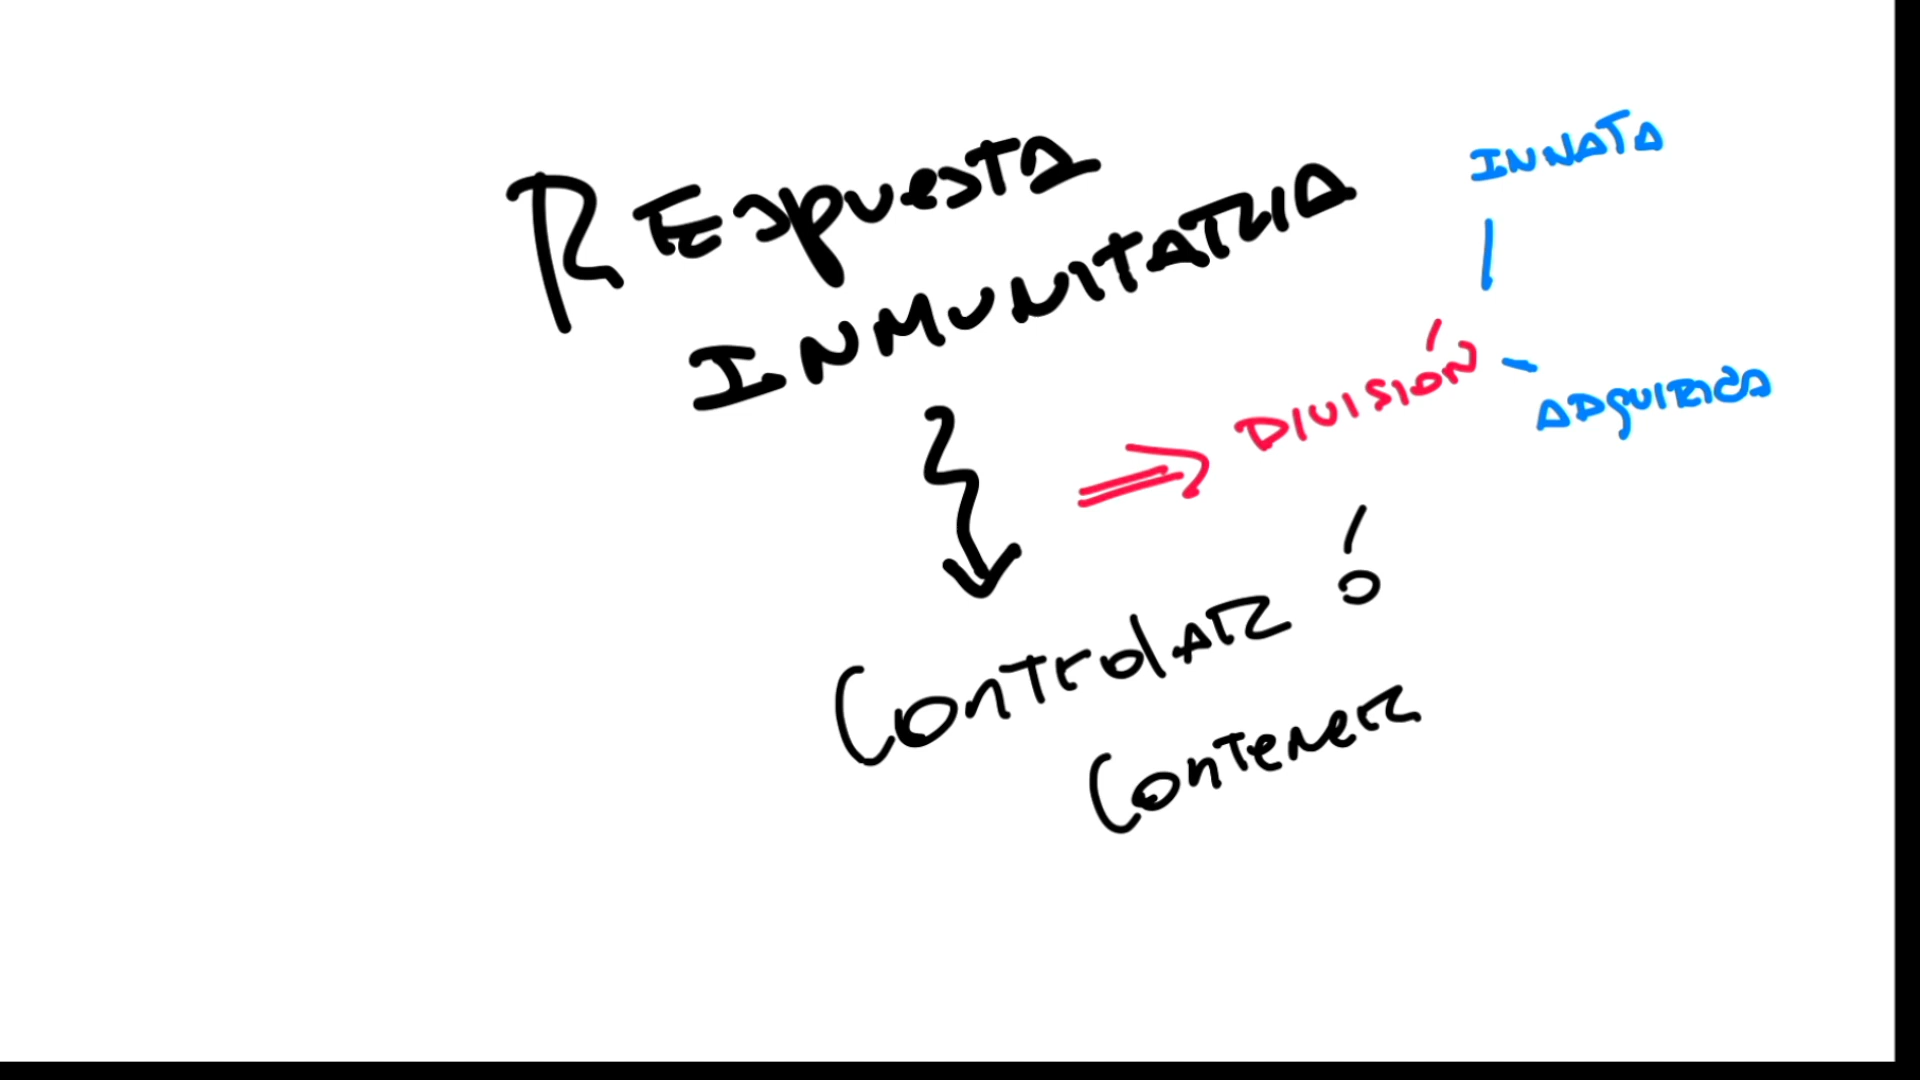 REspuesta
INMUNITARIA
DIVISIÓN
INNATA
ADquIRIDA
ControlAR ó
ContENER